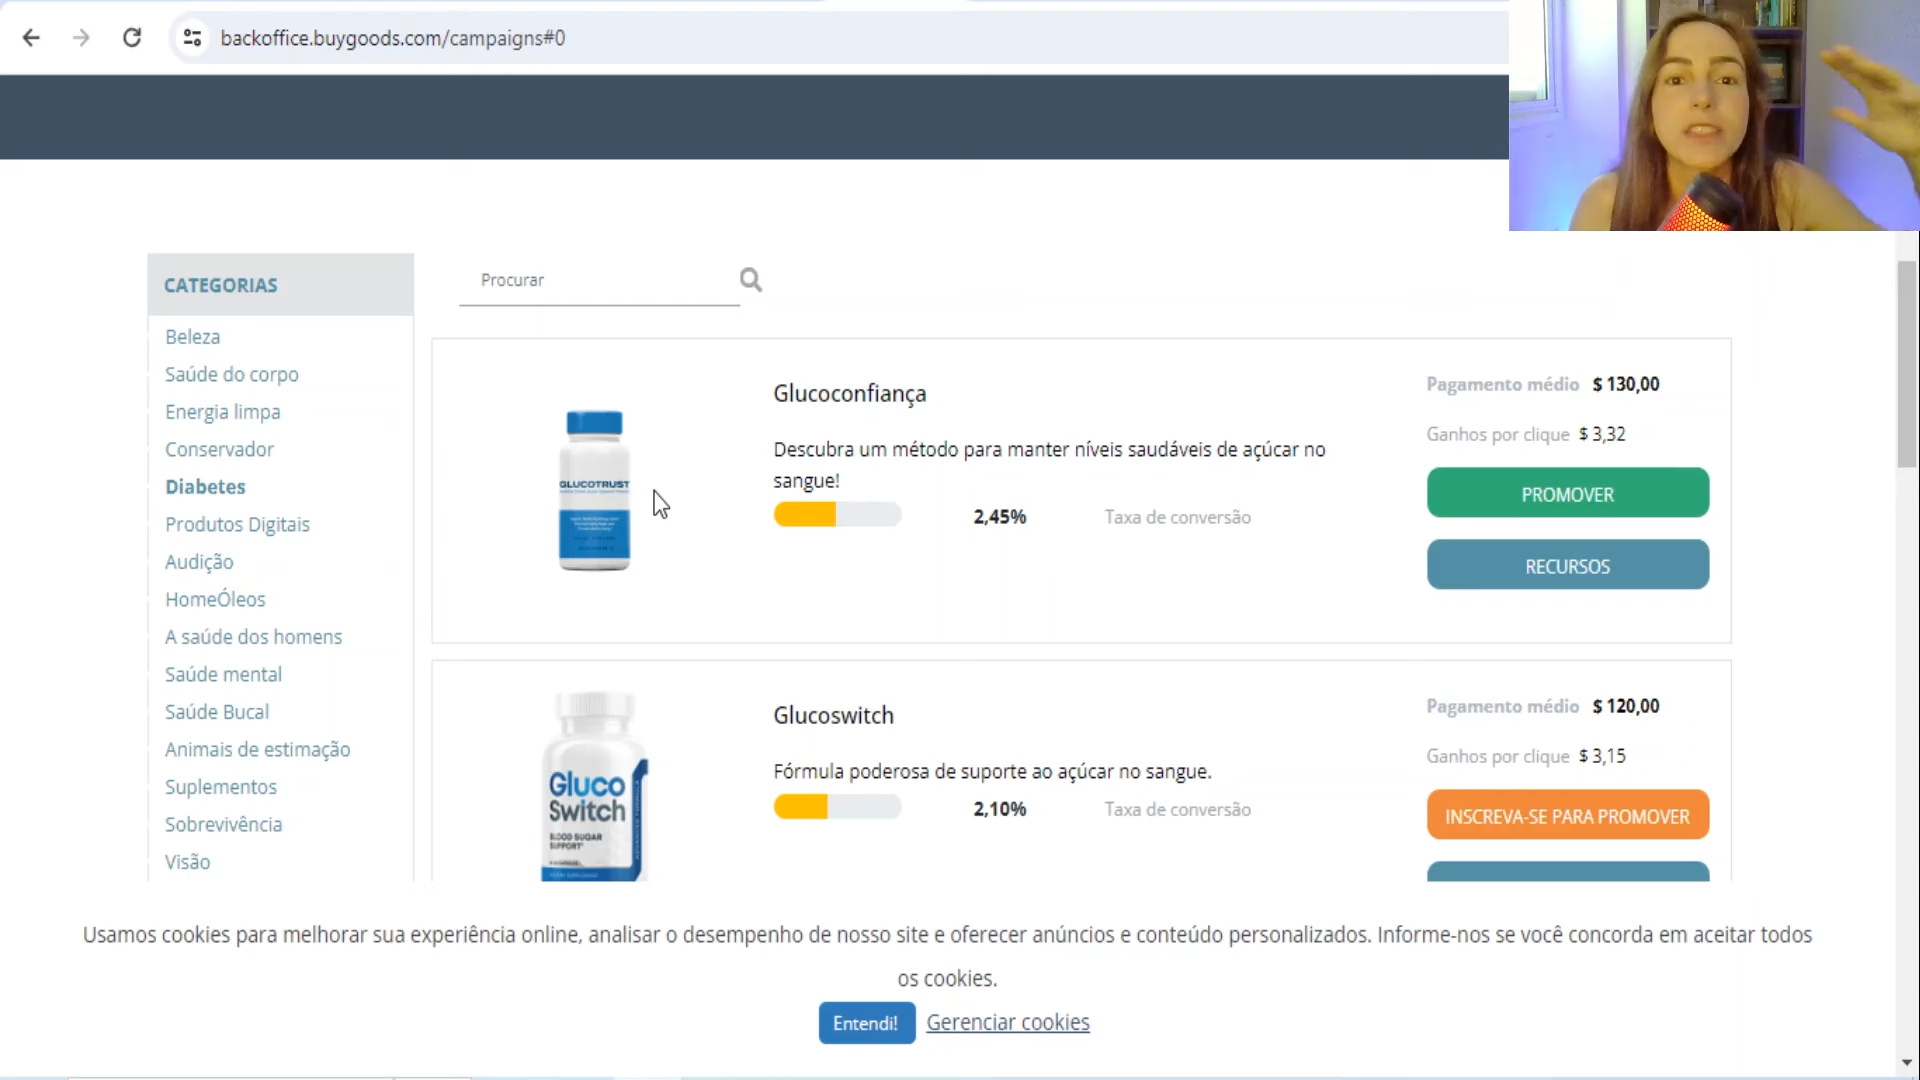 backoffice.buygoods.com/campaigns#0
CATEGORIAS
Beleza
Saúde do corpo
Energia limpa
Conservador
Diabetes
Produtos Digitais
Audição
HomeÓleos
A saúde dos homens
Saúde mental
Saúde Bucal
Animais de estimação
Suplementos
Sobrevivência
Visão
Procurar
GLUCOTRUST
Glucoconfiança
Descubra um método para manter níveis saudáveis de açúcar no
sangue!
2,45% Taxa de conversão
Pagamento médio $ 130,00
Ganhos por clique $ 3,32
PROMOVER
RECURSOS
Gluco
Switch
BLOOD SUGAR
SUPPORT
Glucoswitch
Fórmula poderosa de suporte ao açúcar no sangue.
2,10% Taxa de conversão
Pagamento médio $ 120,00
Ganhos por clique $ 3,15
INSCREVA-SE PARA PROMOVER
Usamos cookies para melhorar sua experiência online, analisar o desempenho de nosso site e oferecer anúncios e conteúdo personalizados. Informe-nos se você concorda em aceitar todos
os cookies.
Entendi! Gerenciar cookies